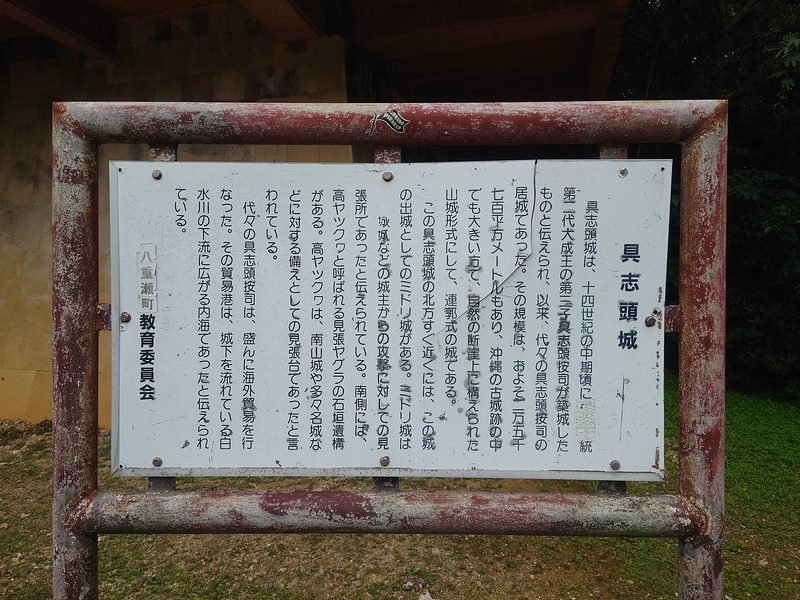 具志頭城
具志頭城は、十四世紀の中期頃に 統
第二代大成王の第三子具志頭按司が築城した
ものと伝えられ、以来、代々の具志頭按司の
居城であった。その規模は、およそ二万五千
七百平方メートルもあり、沖縄の古城跡の中
でも大きい方で、自然の断崖上に構えられた
山城形式にして、連郭式の城である。
この具志頭城の北方すぐ近くには、この城
の出城としてのミドリ城がある。ミドリ城は
城などの城主からの攻撃に対しての見
張所であったと伝えられている。南側には、
高ヤックヮと呼ばれる見張ヤグラの石垣遺構
がある。高ヤックヮは、南山城や多々名城な
どに対する備えとしての見張台であったと言
われている。
代々の具志頭按司は、盛んに海外貿易を行
なった。その貿易港は、城下を流れている白
水川の下流に広がる内海であったと伝えられ
ている。
八重瀬町教育委員会